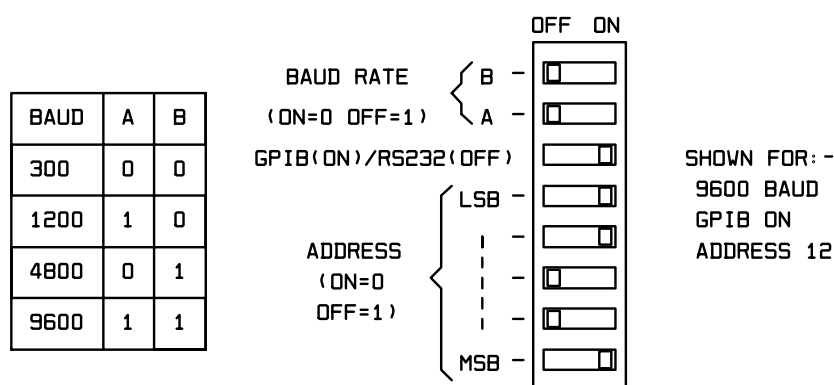 OFF ON
BAUD RATE
(ON=0 OFF=1)
B
A
GPIB(ON)/RS232(OFF)
LSB
ADDRESS
(ON=0
OFF=1)
MSB
BAUD A B
300 0 0
1200 1 0
4800 0 1
9600 1 1
SHOWN FOR:-
9600 BAUD
GPIB ON
ADDRESS 12